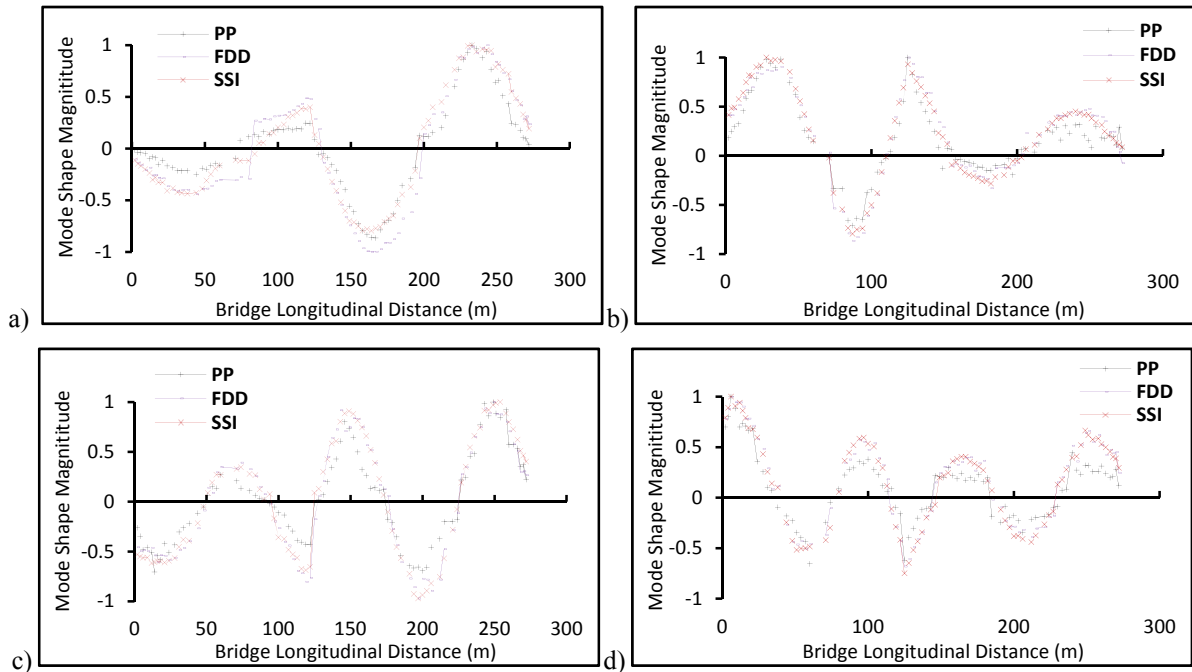 PP
FDD
SSI
1
0.5
0
-0.5
-1
Mode Shape Magnititude
0 50 100 150 200 250 300
Bridge Longitudinal Distance (m)
a)
PP
FDD
SSI
1
0.5
0
-0.5
-1
Mode Shape Magnititude
0 100 200 300
Bridge Longitudinal Distance (m)
b)
PP
FDD
SSI
1
0.5
0
-0.5
-1
Mode Shape Magnititude
0 50 100 150 200 250 300
Bridge Longitudinal Distance (m)
c)
PP
FDD
SSI
1
0.5
0
-0.5
-1
Mode Shape Magnititude
0 100 200 300
Bridge Longitudinal Distance (m)
d)